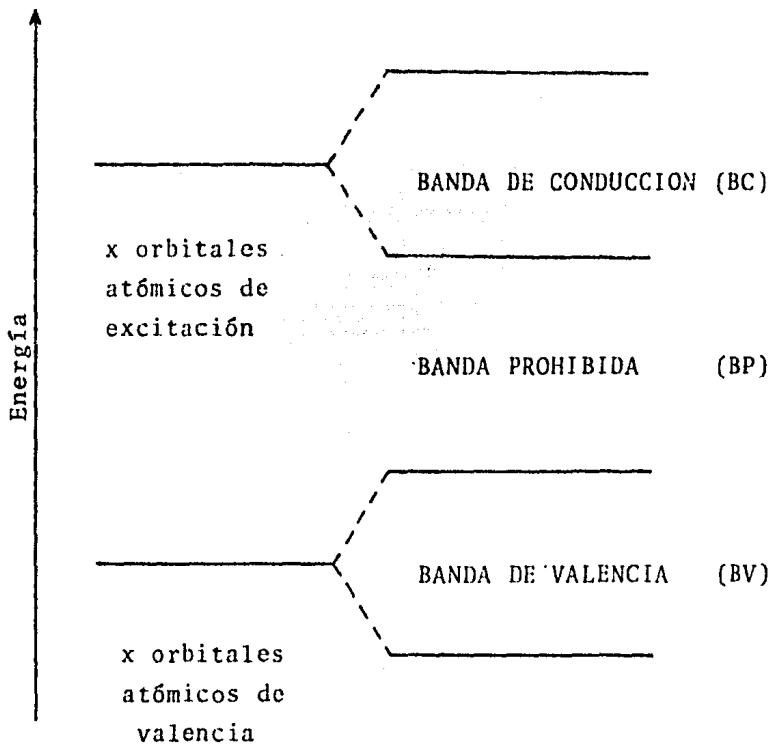 BANDA DE CONDUCCION (BC)
x orbitales
atómicos de
excitación
Energía
BANDA PROHIBIDA (BP)
BANDA DE VALENCIA (BV)
x orbitales
atómicos de
valencia